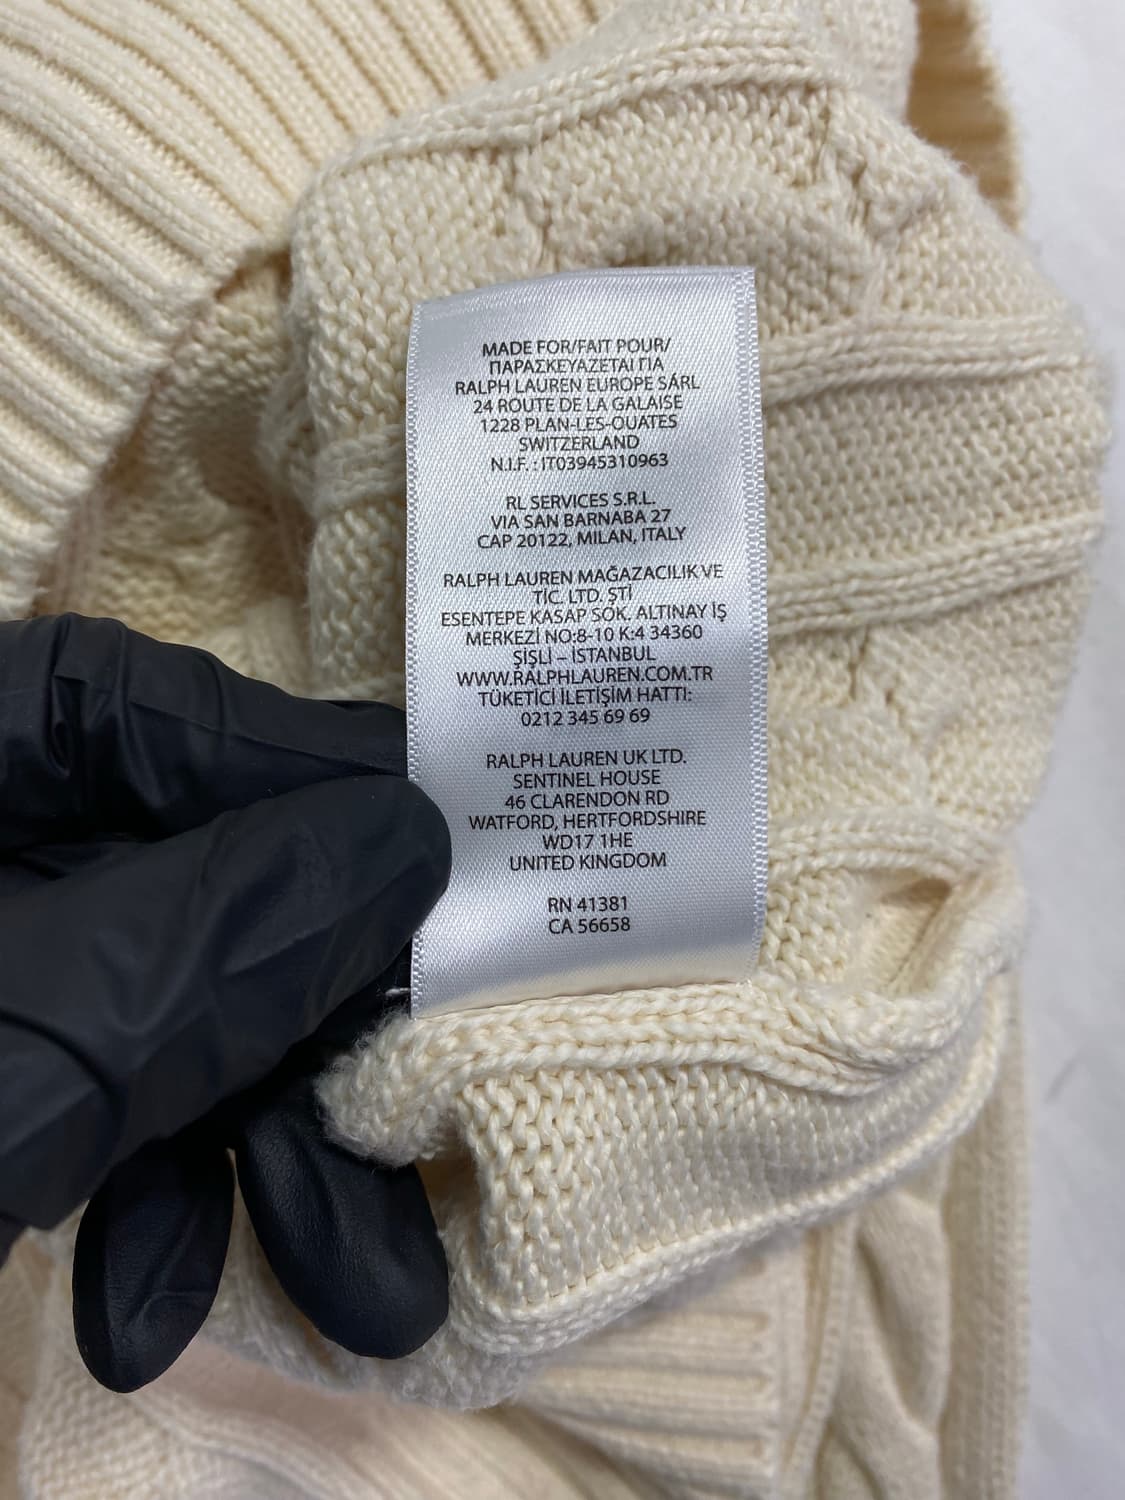 MADE FOR/FAIT POUR/
ΠΑΡΑΣΚΕΥΑΖΕΤΑΙ ΓΙΑ
RALPH LAUREN EUROPE SÁRL
24 ROUTE DE LA GALAISE
1228 PLAN-LES-OUATES
SWITZERLAND
N.I.F. : IT03945310963
RL SERVICES S.R.L.
VIA SAN BARNABA 27
CAP 20122, MILAN, ITALY
RALPH LAUREN MAĞAZACILIK VE
TİC. LTD. ŞTİ
ESENTEPE KASAP SOK. ALTINAY İŞ
MERKEZİ NO:8-10 K:4 34360
ŞİŞLİ – ISTANBUL
WWW.RALPHLAUREN.COM.TR
TÜKETİCİ İLETİŞİM HATTI:
0212 345 69 69
RALPH LAUREN UK LTD.
SENTINEL HOUSE
46 CLARENDON RD
WATFORD, HERTFORDSHIRE
WD17 1HE
UNITED KINGDOM
RN 41381
CA 56658